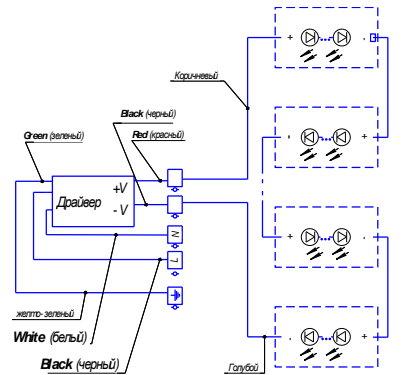 Коричневый
Black (черный)
Green (зеленый)
Red (красный)
+V
Драйвер
- V
N
L
желто-зеленый
White (белый)
Black (черный)
Голубой
+ -
- +
+ -
- +